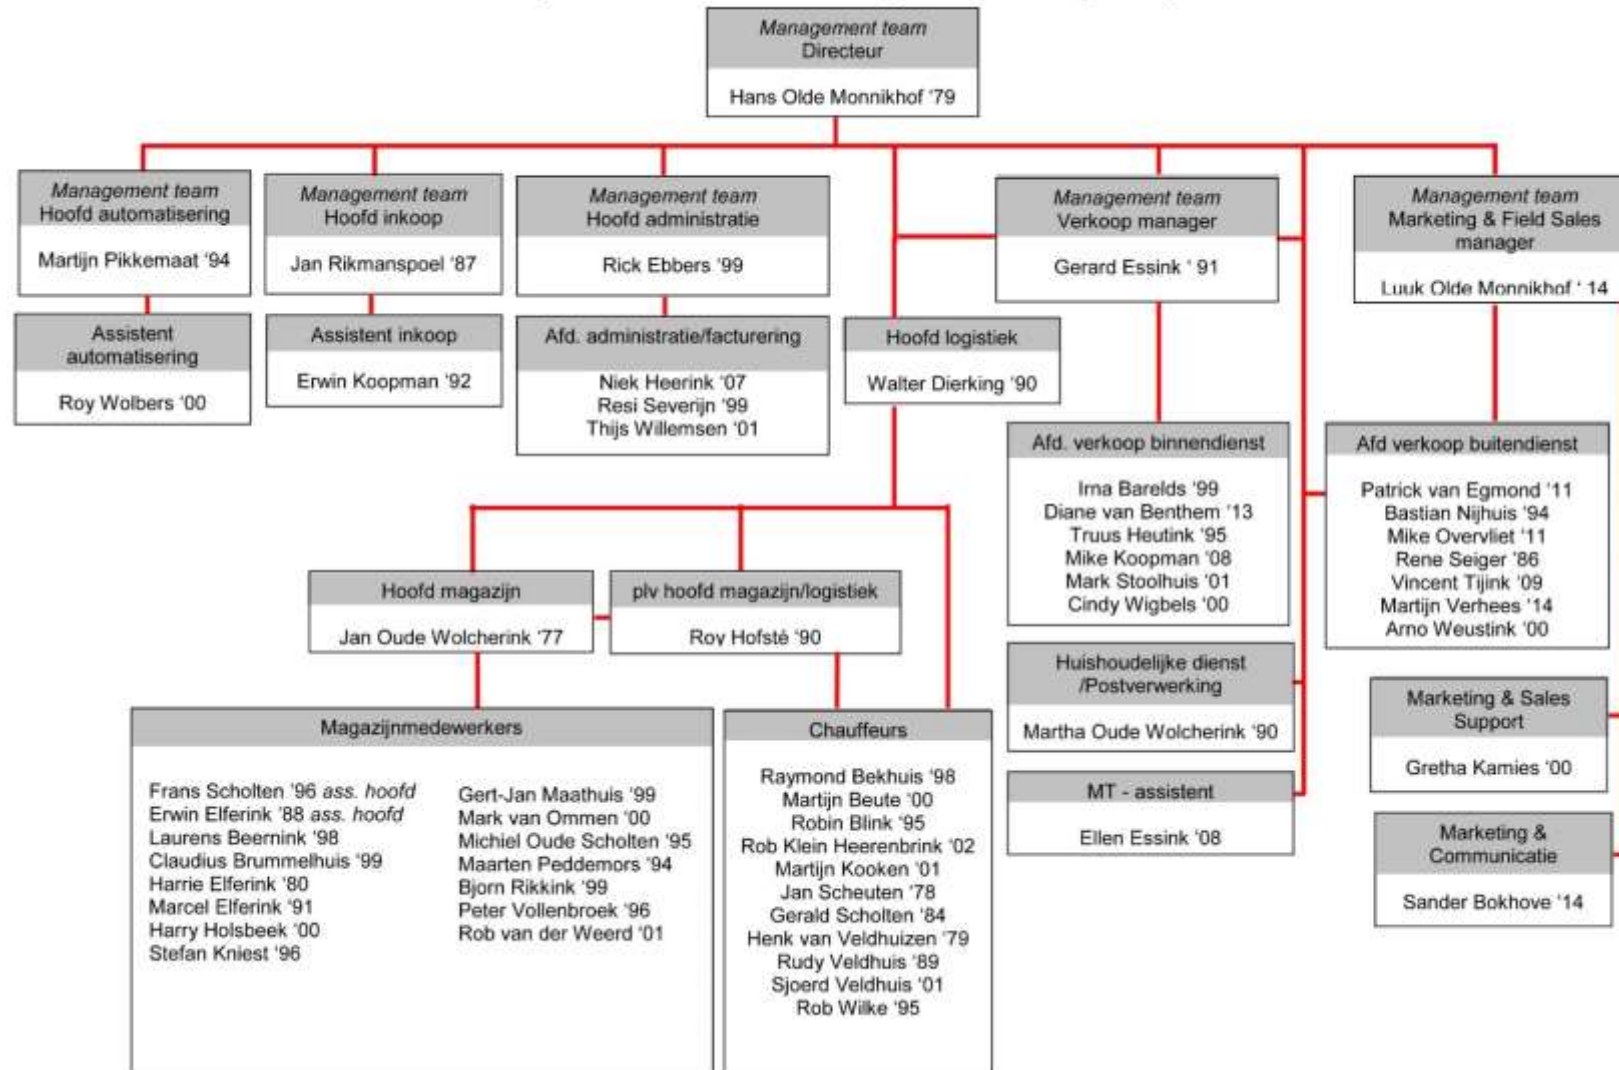 Management team
Directeur
Hans Olde Monnikhof '79
Management team
Hoofd automatisering
Martijn Pikkemaat '94
Management team
Hoofd inkoop
Jan Rikmanspoel '87
Management team
Hoofd administratie
Rick Ebbers '99
Management team
Verkoop manager
Gerard Essink ' 91
Management team
Marketing & Field Sales
manager
Luuk Olde Monnikhof ' 14
Assistent
automatisering
Roy Wolbers '00
Assistent inkoop
Erwin Koopman '92
Afd. administratie/facturering
Niek Heerink '07
Resi Severijn '99
Thijs Willemsen '01
Hoofd logistiek
Walter Dierking '90
Afd. verkoop binnendienst
Irna Barelds '99
Diane van Benthem '13
Truus Heutink '95
Mike Koopman '08
Mark Stoolhuis '01
Cindy Wigbels '00
Afd verkoop buitendienst
Patrick van Egmond '11
Bastian Nijhuis '94
Mike Overvliet '11
Rene Seiger '86
Vincent Tijink '09
Martijn Verhees '14
Arno Weustink '00
Hoofd magazijn
Jan Oude Wolcherink '77
plv hoofd magazijn/logistiek
Roy Hofsté '90
Huishoudelijke dienst
/Postverwerking
Martha Oude Wolcherink '90
Marketing & Sales
Support
Gretha Kamies '00
MT - assistent
Ellen Essink '08
Marketing &
Communicatie
Sander Bokhove '14
Magazijnmedewerkers
Frans Scholten '96 ass. hoofd
Erwin Elferink '88 ass. hoofd
Laurens Beernink '98
Claudius Brummelhuis '99
Harrie Elferink '80
Marcel Elferink '91
Harry Holsbeek '00
Stefan Kniest '96
Gert-Jan Maathuis '99
Mark van Ommen '00
Michiel Oude Scholten '95
Maarten Peddemors '94
Bjorn Rikkink '99
Peter Vollenbroek '96
Rob van der Weerd '01
Chauffeurs
Raymond Bekhuis '98
Martijn Beute '00
Robin Blink '95
Rob Klein Heerenbrink '02
Martijn Kooken '01
Jan Scheuten '78
Gerald Scholten '84
Henk van Veldhuizen '79
Rudy Veldhuis '89
Sjoerd Veldhuis '01
Rob Wilke '95